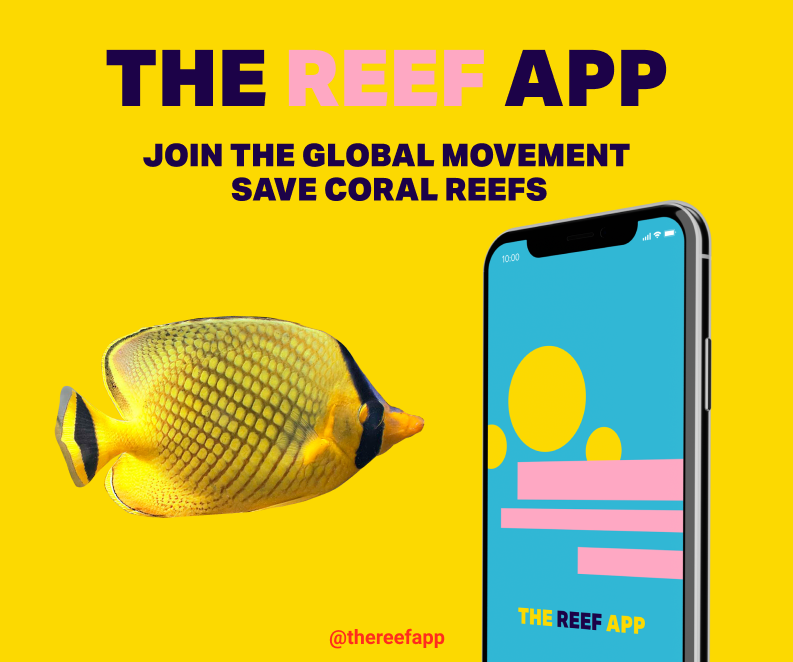 THE REEF APP
JOIN THE GLOBAL MOVEMENT
SAVE CORAL REEFS
10:00
THE REEF APP
@thereefapp